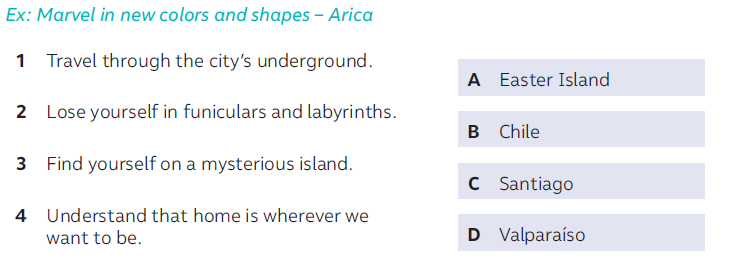 Ex: Marvel in new colors and shapes – Arica
1 Travel through the city's underground.
2 Lose yourself in funiculars and labyrinths.
3 Find yourself on a mysterious island.
4 Understand that home is wherever we
want to be.
A Easter Island
B Chile
C Santiago
D Valparaíso